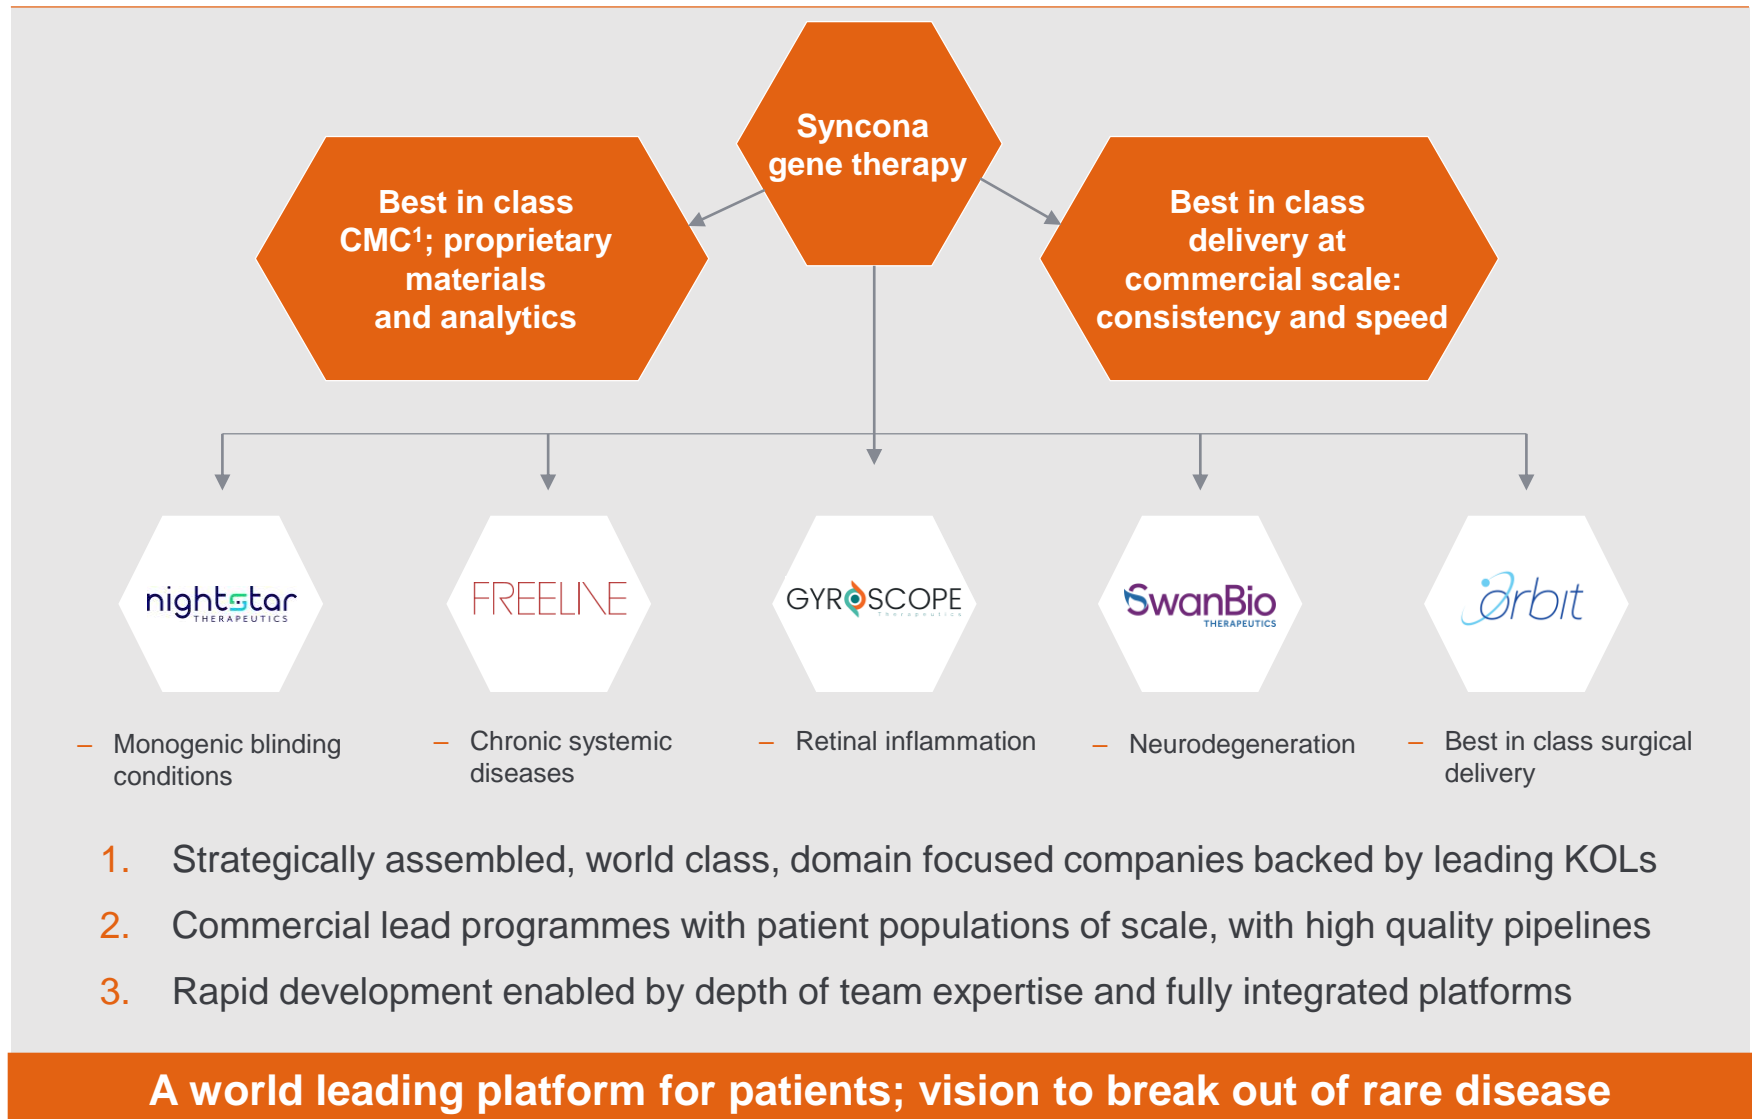 Syncona
gene therapy
Best in class
CMC¹; proprietary
materials
and analytics
Best in class
delivery at
commercial scale:
consistency and speed
nightstar
THERAPEUTICS
FREELINE
GYROSCOPE
Therapeutics
SwanBio
THERAPEUTICS
Orbit
– Monogenic blinding
conditions
– Chronic systemic
diseases
– Retinal inflammation
– Neurodegeneration
– Best in class surgical
delivery
1. Strategically assembled, world class, domain focused companies backed by leading KOLs
2. Commercial lead programmes with patient populations of scale, with high quality pipelines
3. Rapid development enabled by depth of team expertise and fully integrated platforms
A world leading platform for patients; vision to break out of rare disease